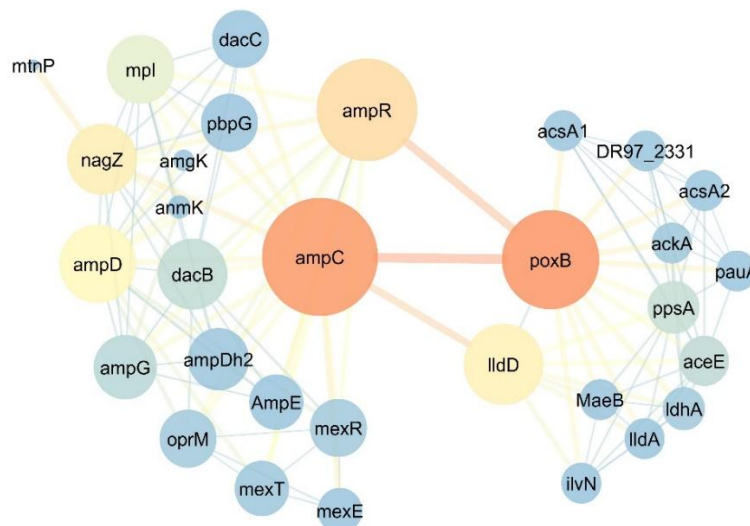 dacC
mtnP
mpl
ampR
acsA1
pbpG
DR97_2331
nagZ
amgK
acsA2
anmK
ackA
ampD
dacB
ampC
poxB
pauA
ppsA
ampG
ampDh2
lldD
aceE
AmpE
MaeB
ldhA
oprM
mexR
lldA
mexT
ilvN
mexE